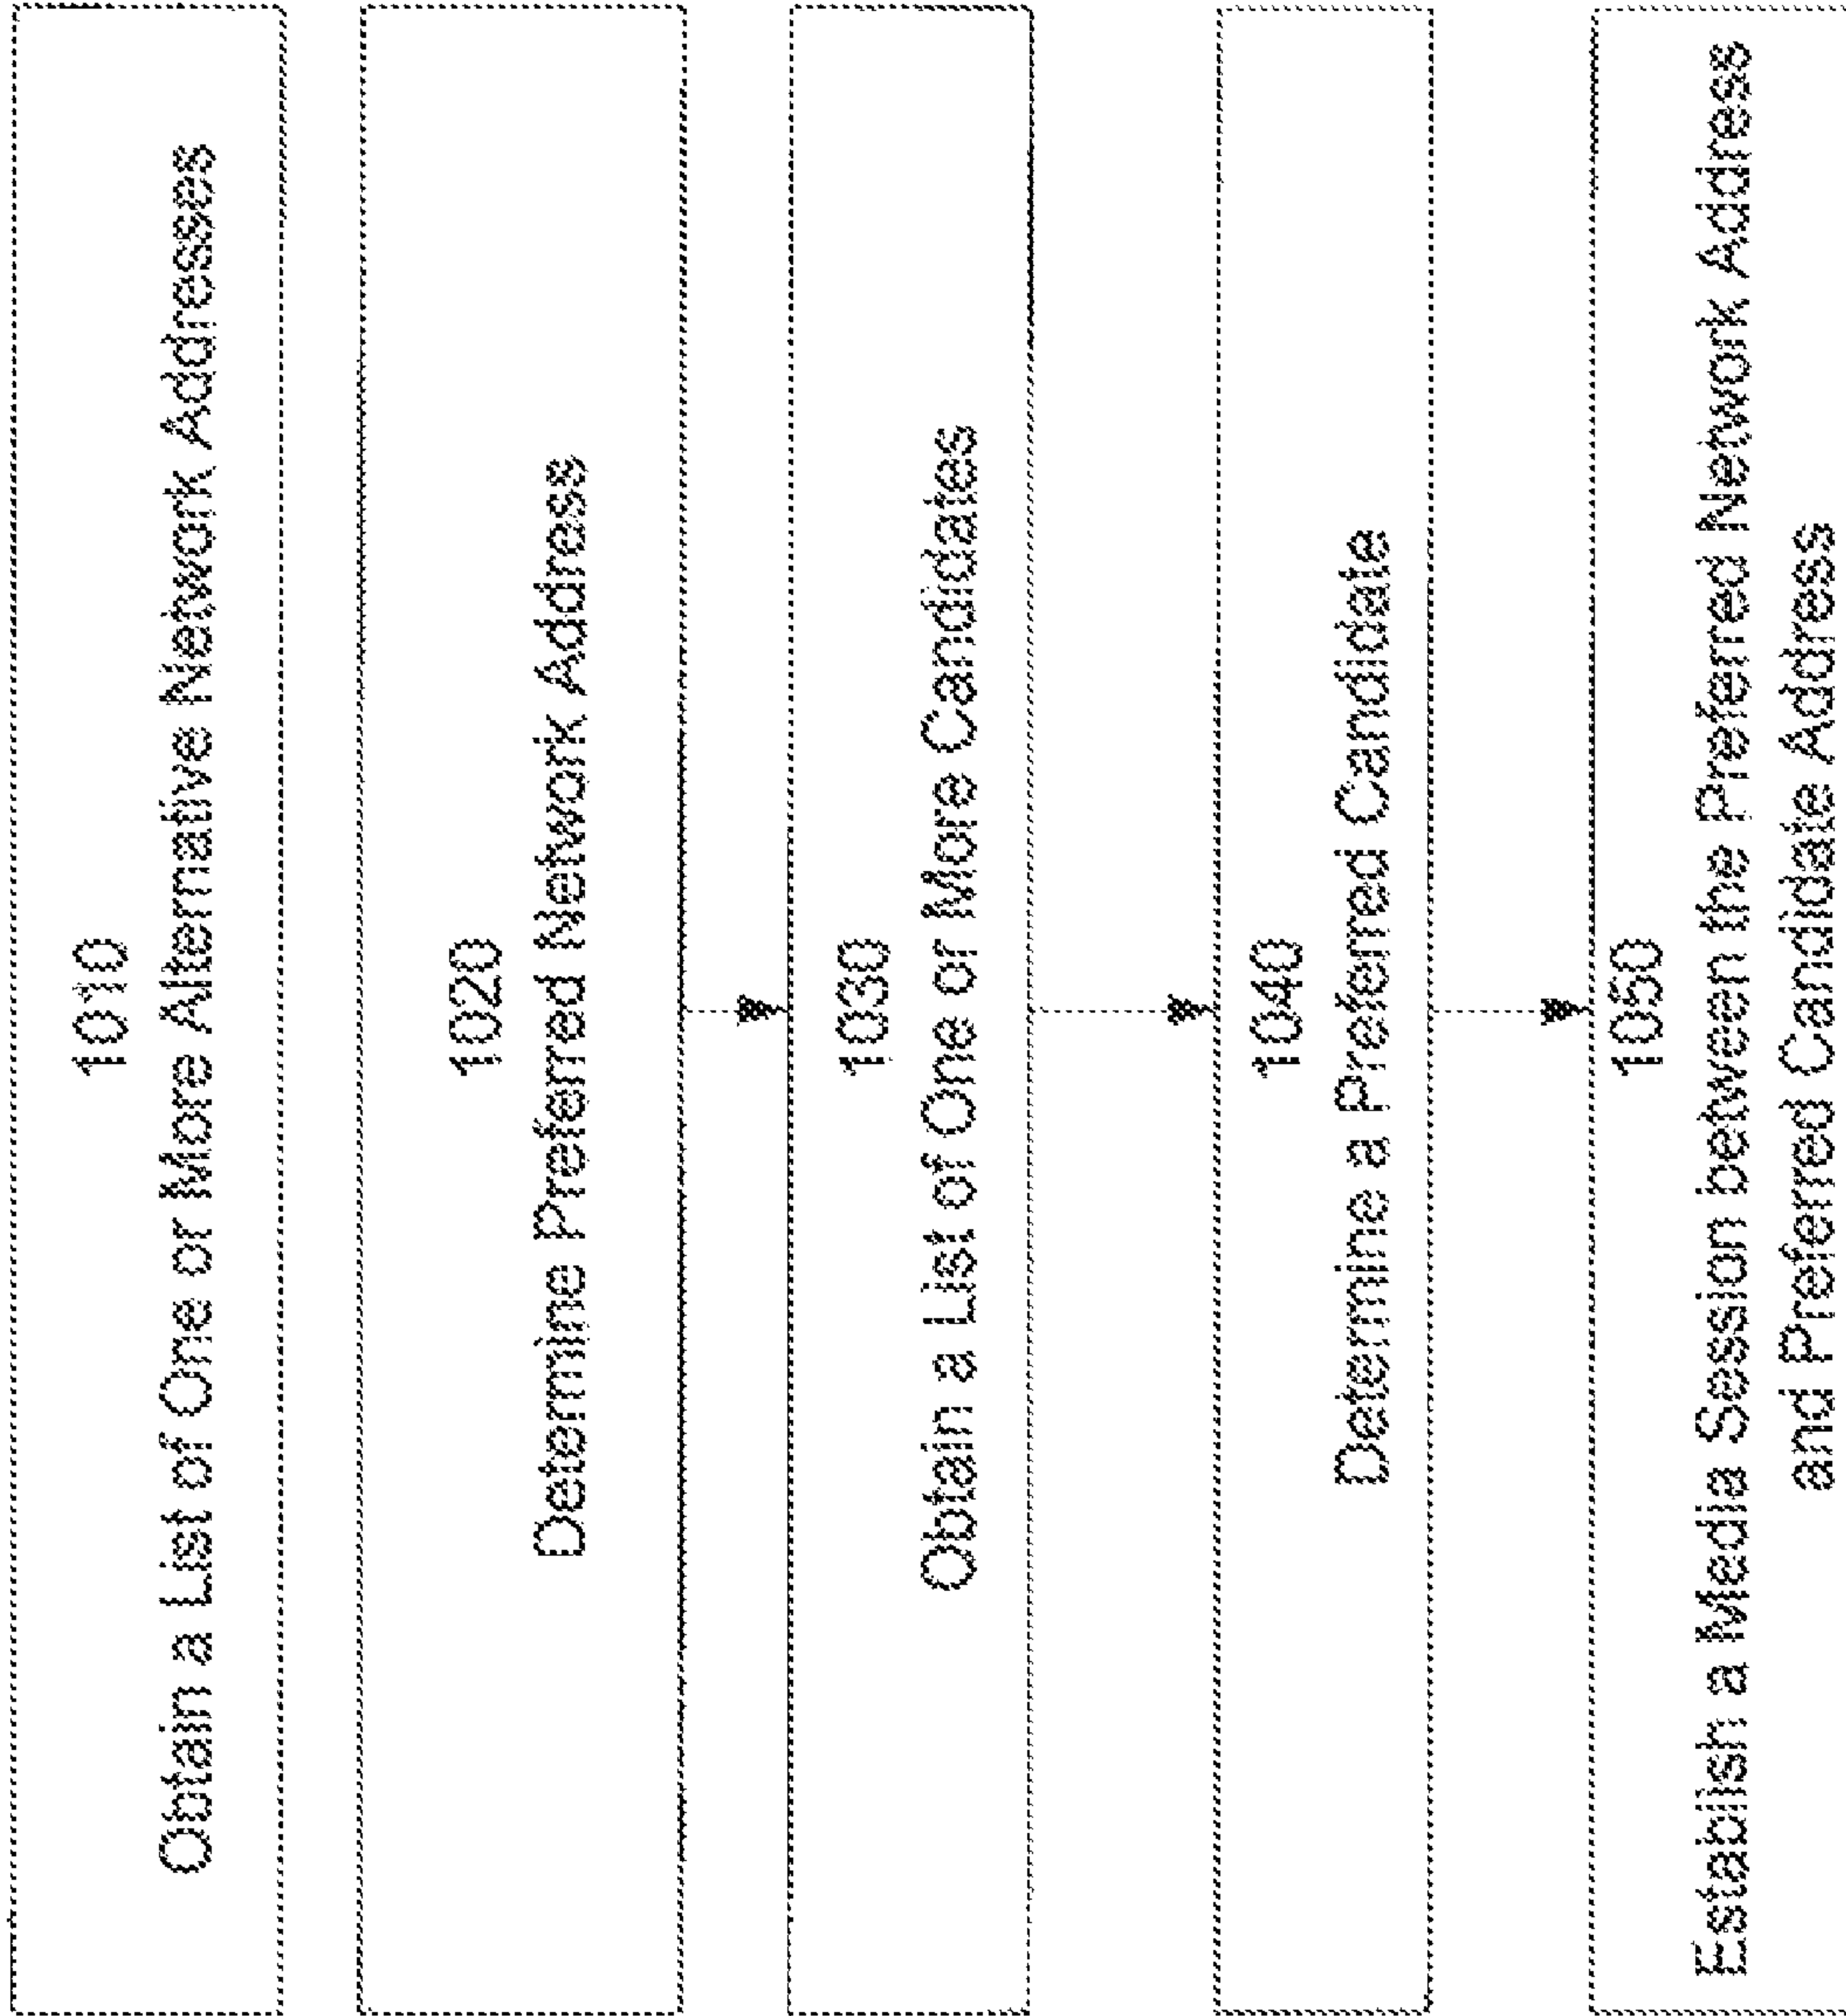 1010
Obtain a List of One or More Alternative Network Addresses
1020
Determine Preferred Network Address
1030
Obtain a List of One or More Candidates
1040
Determine a Preferred Candidate
1050
Establish a Media Session between the Preferred Network Address
and Preferred Candidate Address